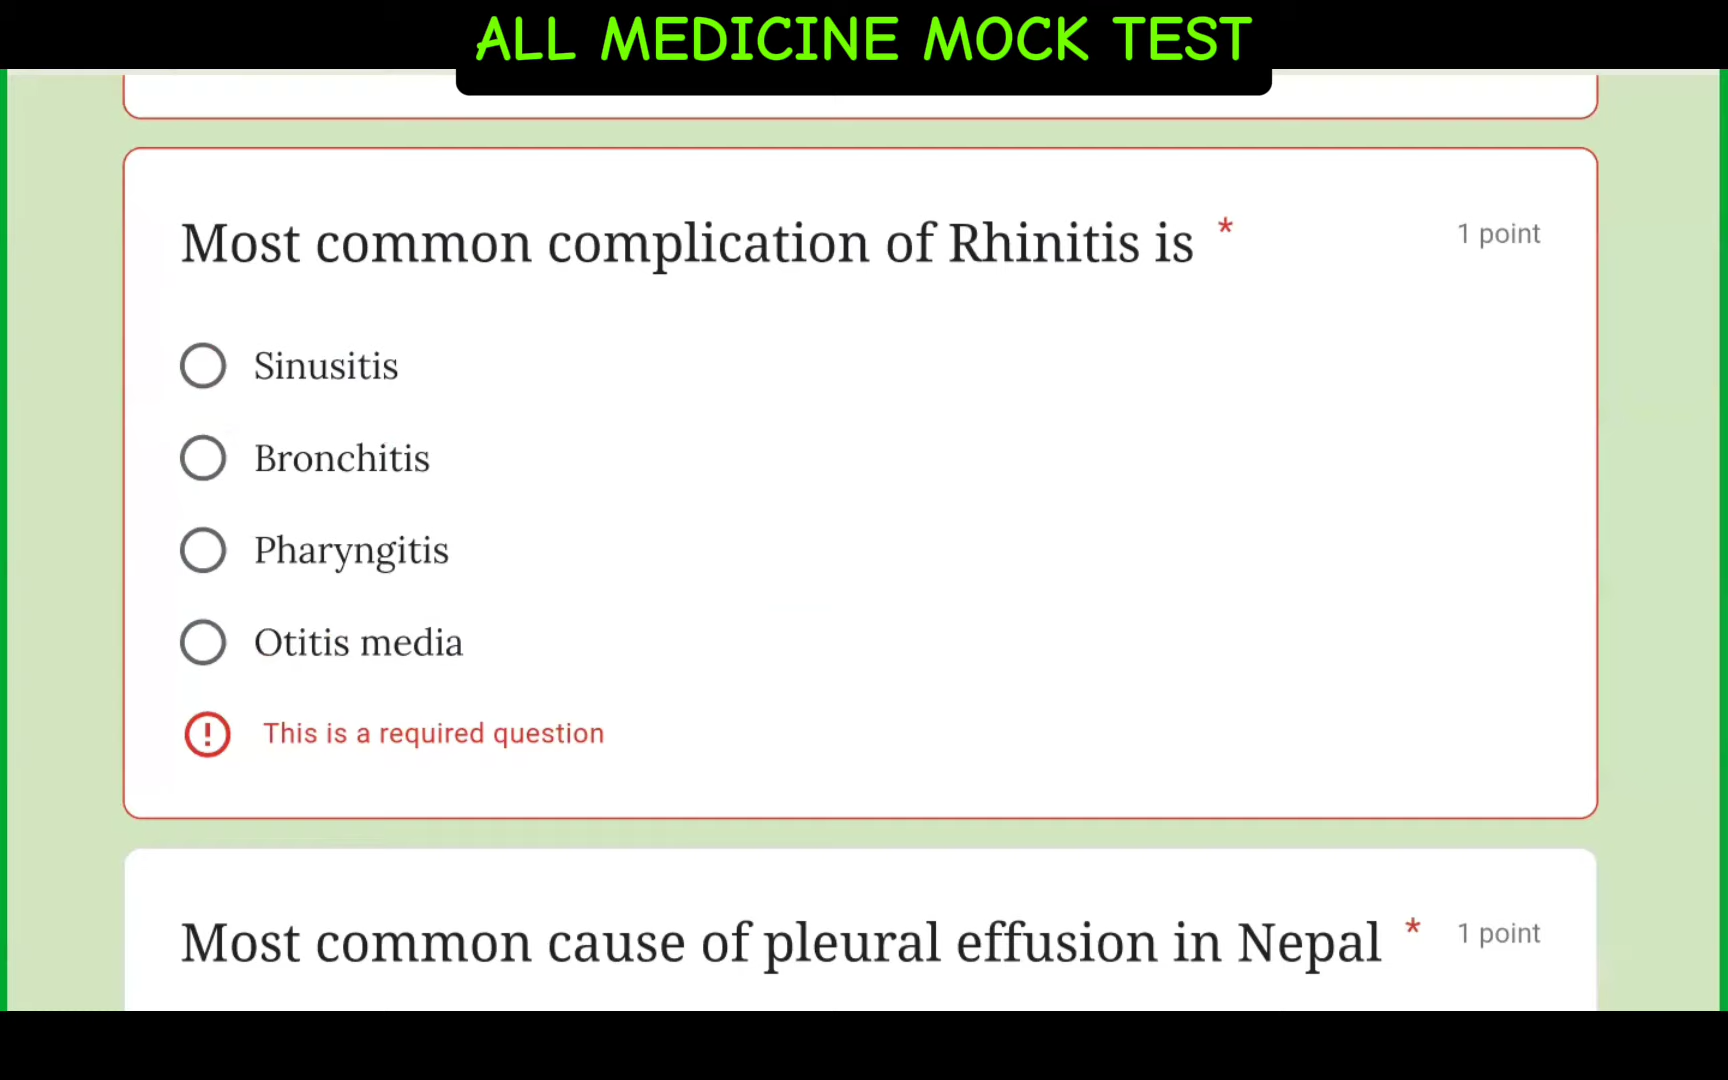 ALL MEDICINE MOCK TEST
Most common complication of Rhinitis is *
1 point
Sinusitis
Bronchitis
Pharyngitis
Otitis media
! This is a required question
Most common cause of pleural effusion in Nepal *
1 point